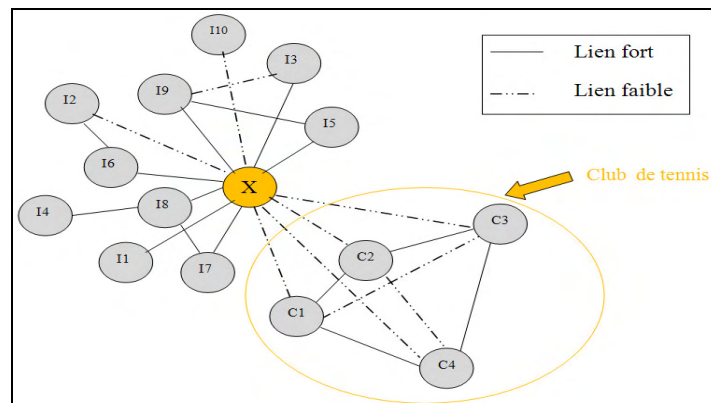 I10
I3
I9
I2
I5
I6
X
I4
I8
I1
I7
C3
C2
C1
C4
Lien fort
Lien faible
Club de tennis